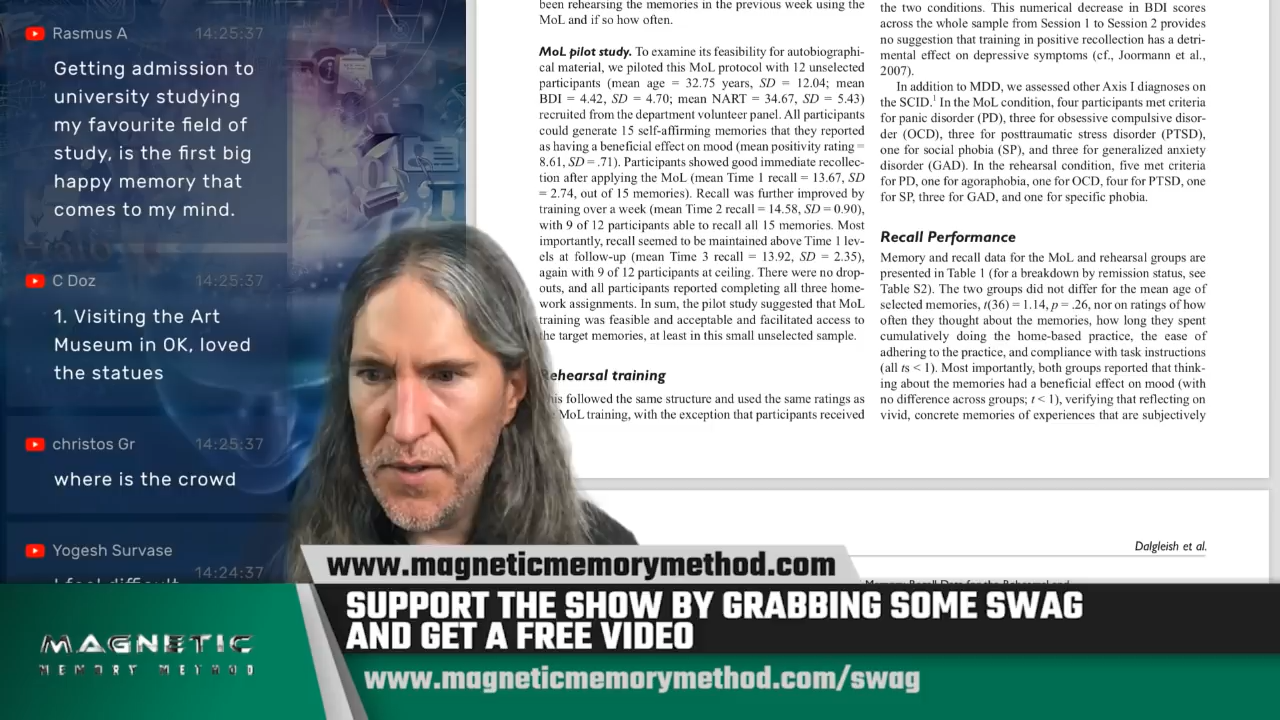 Rasmus A 14:25:37
Getting admission to
university studying
my favourite field of
study, is the first big
happy memory that
comes to my mind.
C Doz 14:25:37
1. Visiting the Art
Museum in OK, loved
the statues
christos Gr 14:25:37
where is the crowd
Yogesh Survase 14:24:37
I feel difficult
been rehearsing the memories in the previous week using the
MoL and if so how often.
MoL pilot study. To examine its feasibility for autobiographi-
cal material, we piloted this MoL protocol with 12 unselected
participants (mean age = 32.75 years, SD = 12.04; mean
BDI = 4.42, SD = 4.70; mean NART = 34.67, SD = 5.43)
recruited from the department volunteer panel. All participants
could generate 15 self-affirming memories that they reported
as having a beneficial effect on mood (mean positivity rating =
8.61, SD = .71). Participants showed good immediate recollec-
tion after applying the MoL (mean Time 1 recall = 13.67, SD
= 2.74, out of 15 memories). Recall was further improved by
training over a week (mean Time 2 recall = 14.58, SD = 0.90),
with 9 of 12 participants able to recall all 15 memories. Most
importantly, recall seemed to be maintained above Time 1 lev-
els at follow-up (mean Time 3 recall = 13.92, SD = 2.35),
again with 9 of 12 participants at ceiling. There were no drop-
outs, and all participants reported completing all three home-
work assignments. In sum, the pilot study suggested that MoL
training was feasible and acceptable and facilitated access to
the target memories, at least in this small unselected sample.
Rehearsal training
This followed the same structure and used the same ratings as
MoL training, with the exception that participants received
the two conditions. This numerical decrease in BDI scores
across the whole sample from Session 1 to Session 2 provides
no suggestion that training in positive recollection has a detri-
mental effect on depressive symptoms (cf., Joormann et al.,
2007).
In addition to MDD, we assessed other Axis I diagnoses on
the SCID.1 In the MoL condition, four participants met criteria
for panic disorder (PD), three for obsessive compulsive disor-
der (OCD), three for posttraumatic stress disorder (PTSD),
one for social phobia (SP), and three for generalized anxiety
disorder (GAD). In the rehearsal condition, five met criteria
for PD, one for agoraphobia, one for OCD, four for PTSD, one
for SP, three for GAD, and one for specific phobia.
Recall Performance
Memory and recall data for the MoL and rehearsal groups are
presented in Table 1 (for a breakdown by remission status, see
Table S2). The two groups did not differ for the mean age of
selected memories, t(36) = 1.14, p = .26, nor on ratings of how
often they thought about the memories, how long they spent
cumulatively doing the home-based practice, the ease of
adhering to the practice, and compliance with task instructions
(all ts < 1). Most importantly, both groups reported that think-
ing about the memories had a beneficial effect on mood (with
no difference across groups; t < 1), verifying that reflecting on
vivid, concrete memories of experiences that are subjectively
Dalgleish et al.
www.magneticmemorymethod.com
SUPPORT THE SHOW BY GRABBING SOME SWAG
AND GET A FREE VIDEO
www.magneticmemorymethod.com/swag
MAGNETIC
MEMORY METHOD